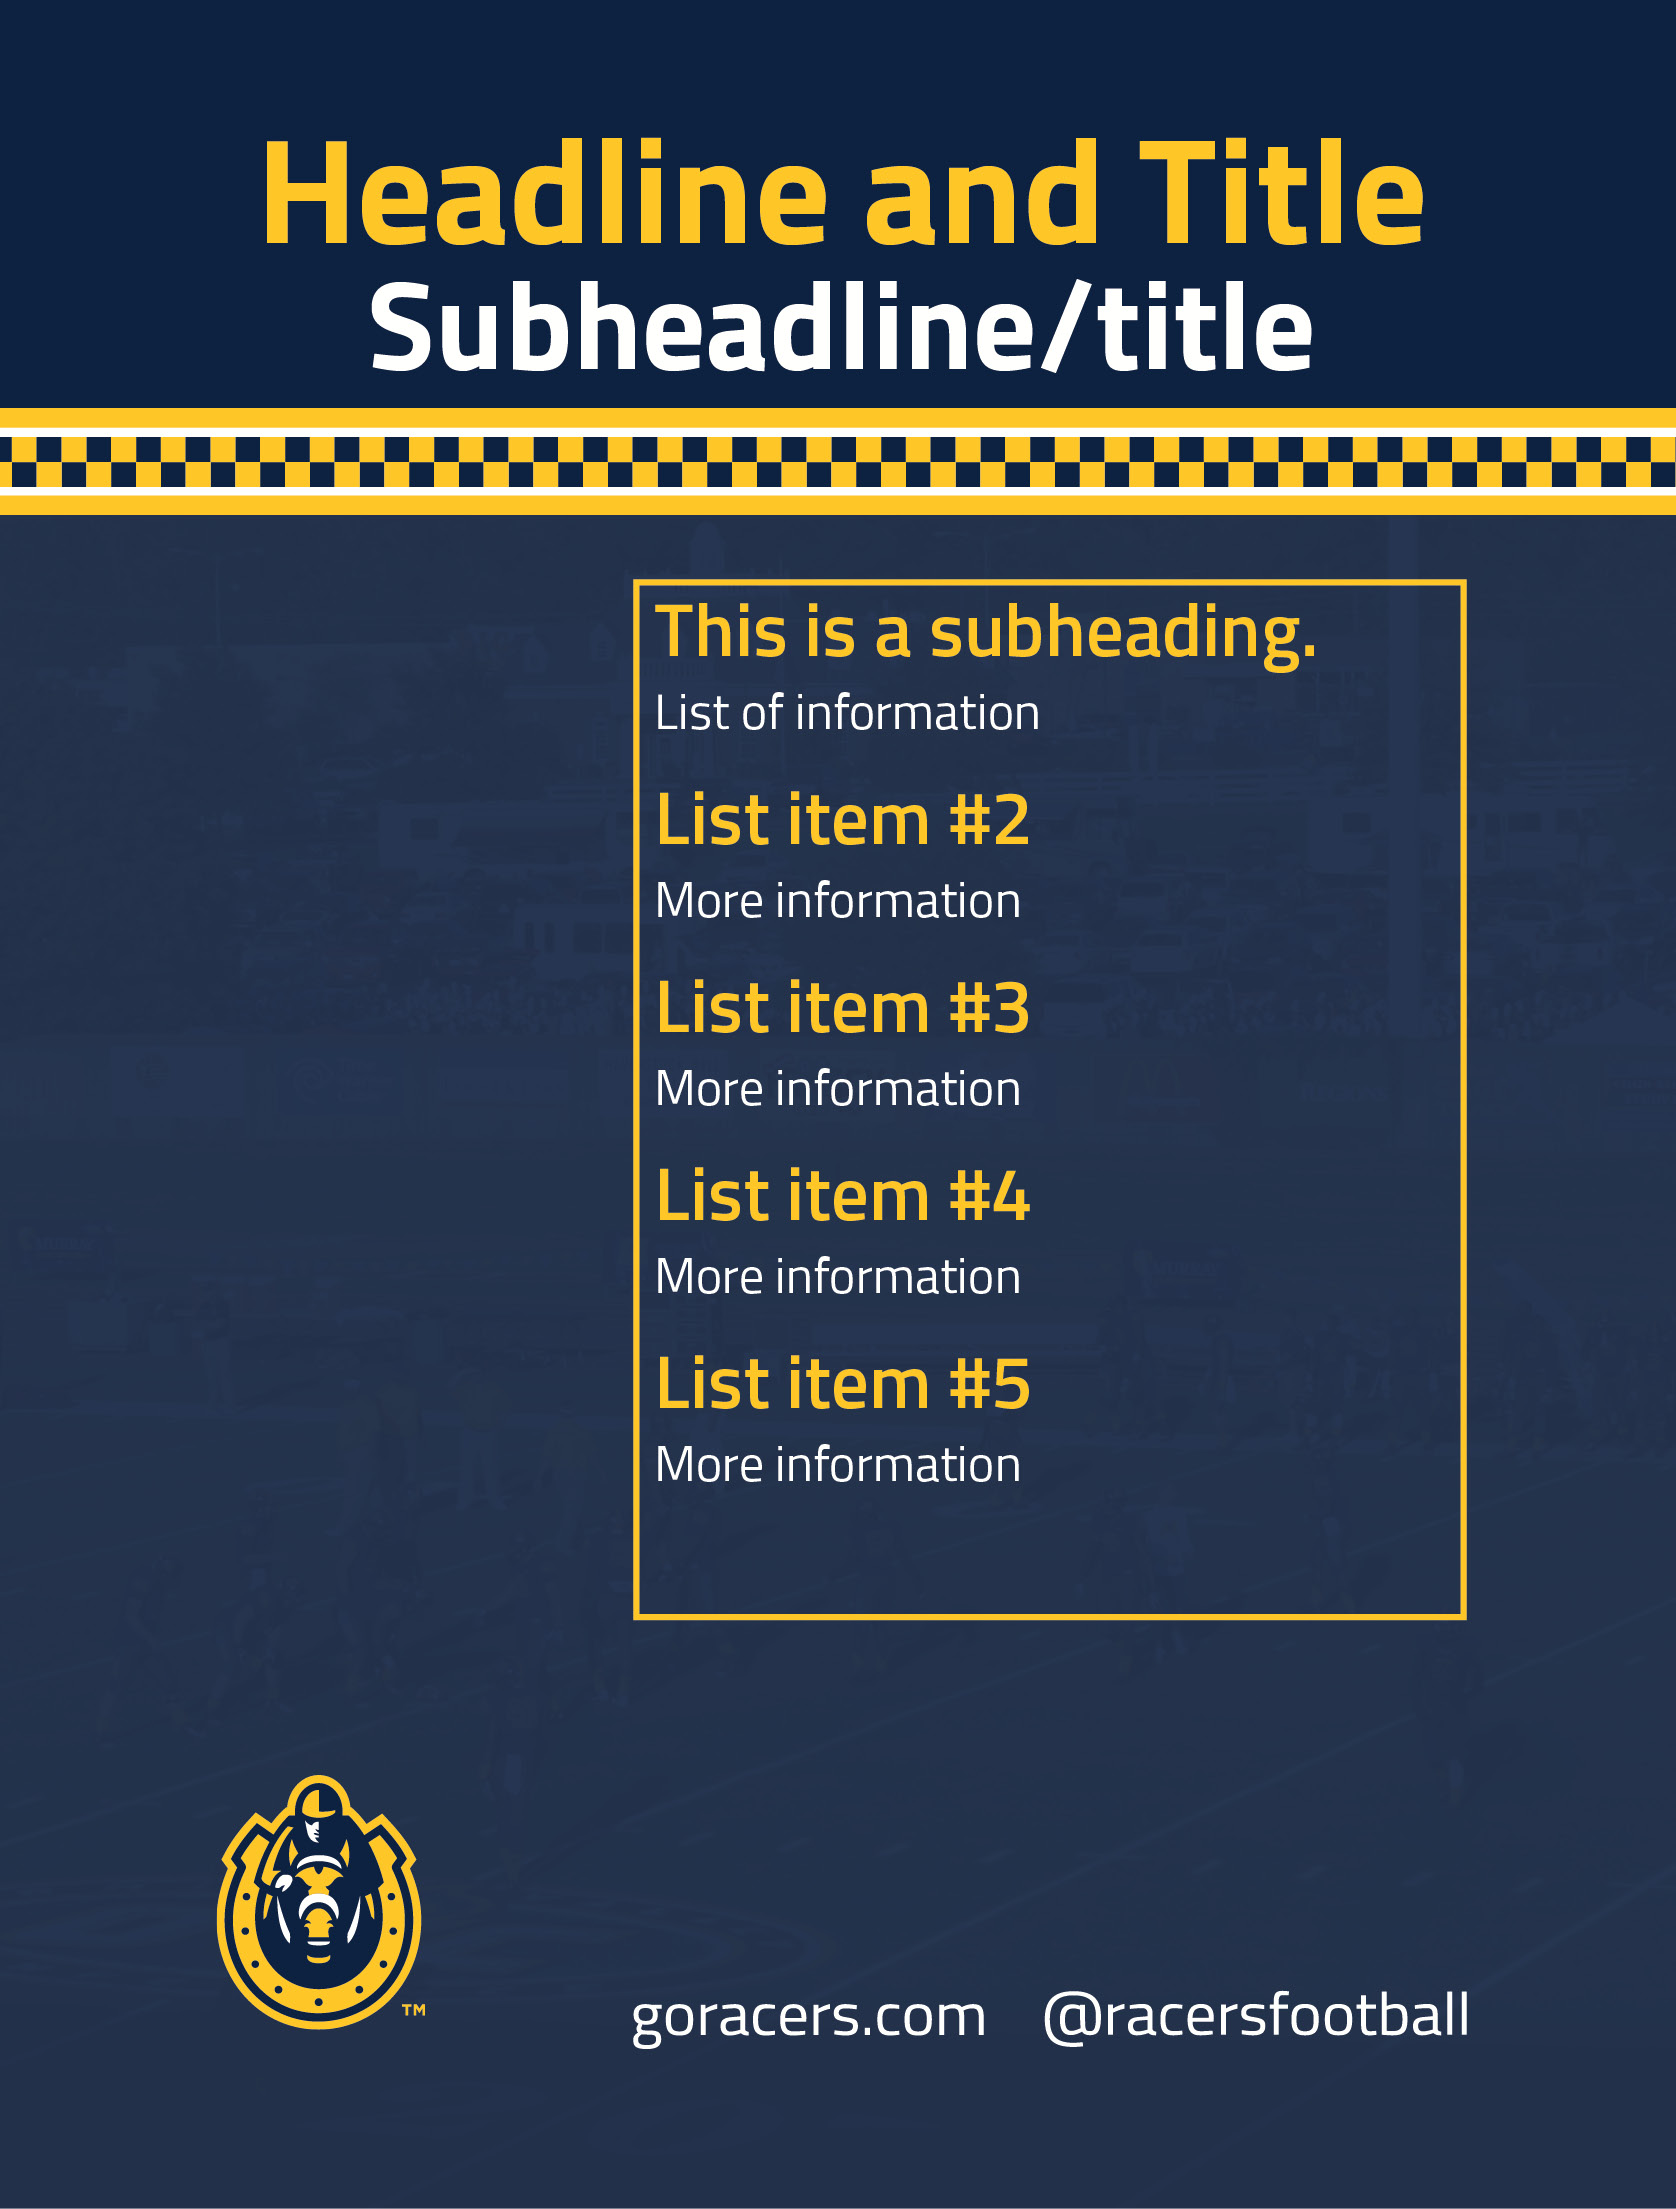 Headline and Title
Subheadline/title
This is a subheading.
List of information
List item #2
More information
List item #3
More information
List item #4
More information
List item #5
More information
TM
goracers.com @racersfootball